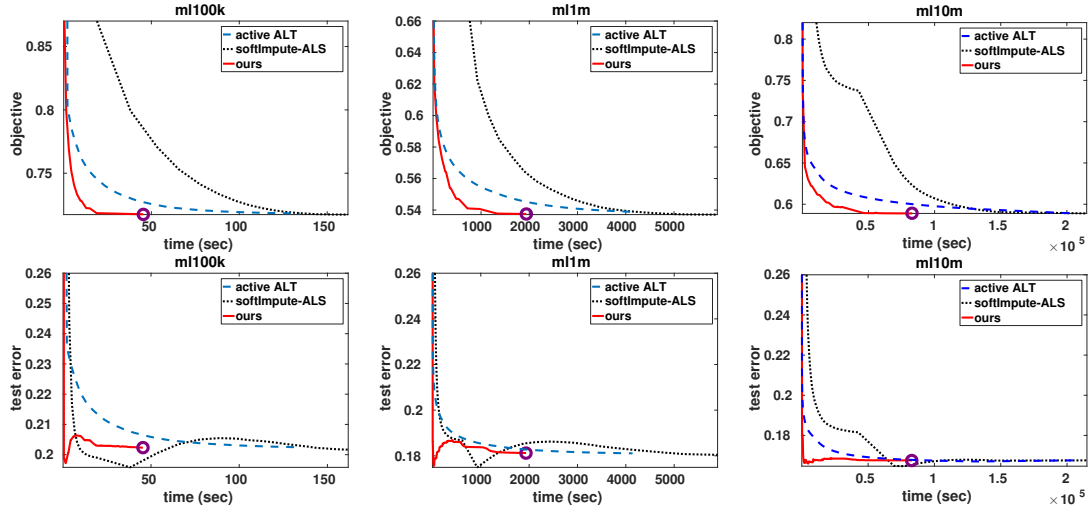 ml100k
0.85
0.8
0.75
objective
active ALT
softImpute-ALS
ours
50
100
150
time (sec)
ml1m
0.66
0.64
0.62
0.6
0.58
0.56
0.54
objective
active ALT
softImpute-ALS
ours
1000
2000
3000
4000
5000
time (sec)
ml10m
0.8
0.75
0.7
0.65
0.6
objective
active ALT
softImpute-ALS
ours
0.5
1
1.5
2
× 10^5
time (sec)
ml100k
0.26
0.25
0.24
0.23
0.22
0.21
0.2
test error
active ALT
softImpute-ALS
ours
50
100
150
time (sec)
ml1m
0.26
0.24
0.22
0.2
0.18
test error
active ALT
softImpute-ALS
ours
1000
2000
3000
4000
5000
time (sec)
ml10m
0.26
0.24
0.22
0.2
0.18
test error
active ALT
softImpute-ALS
ours
0.5
1
1.5
2
× 10^5
time (sec)